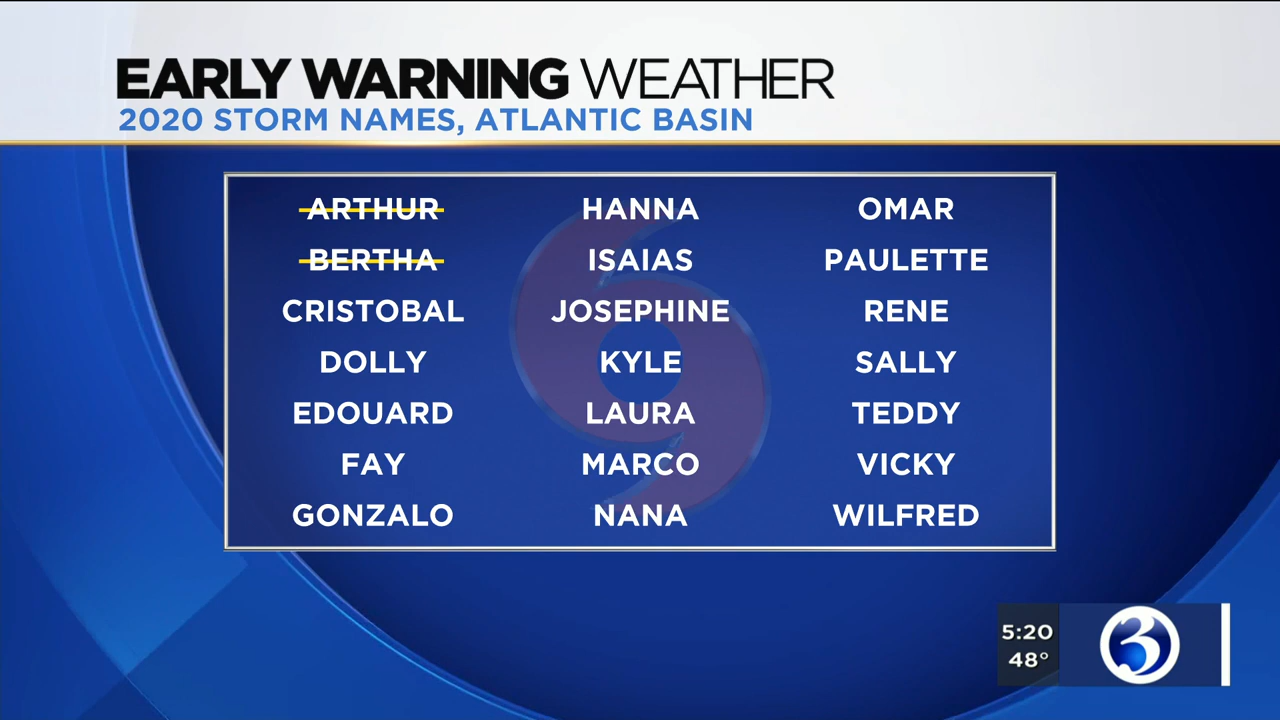 EARLY WARNING WEATHER
2020 STORM NAMES, ATLANTIC BASIN
ARTHUR
BERTHA
CRISTOBAL
DOLLY
EDOUARD
FAY
GONZALO
HANNA
ISAIAS
JOSEPHINE
KYLE
LAURA
MARCO
NANA
OMAR
PAULETTE
RENE
SALLY
TEDDY
VICKY
WILFRED
5:20
48°
3